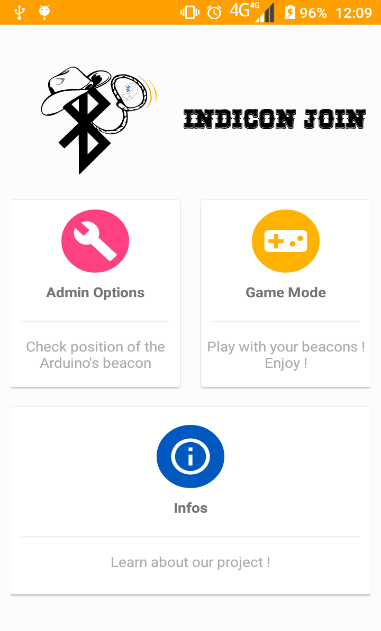 4G 4G 96% 12:09
INDICON JOIN
Admin Options
Game Mode
Check position of the
Arduino's beacon
Play with your beacons !
Enjoy !
Infos
Learn about our project !